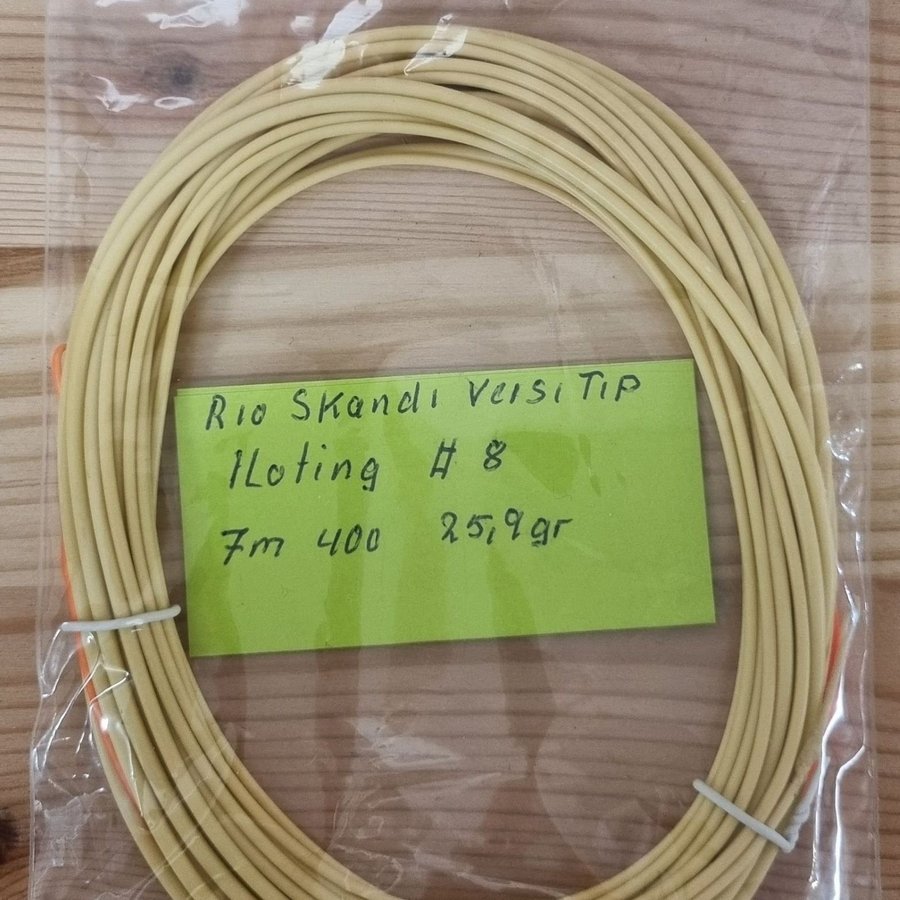 Rio Skandi VersiTip
Floting # 8
7m 400 25,9gr